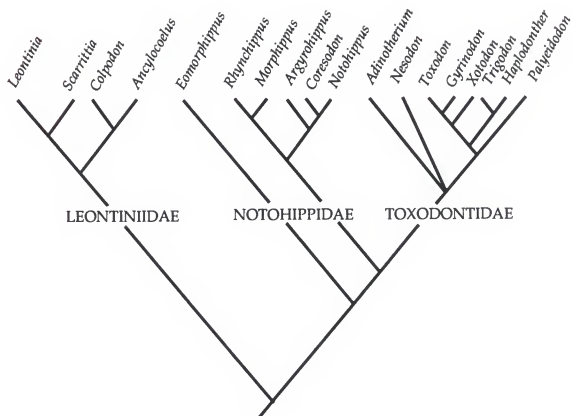 Leontinia
Scarrittia
Colpodon
Ancylocoelus
Eomorphippus
Rhynchippus
Morphippus
Argyrohippus
Coresodon
Notohippus
Adinotherium
Nesodon
Toxodon
Gyrinodon
Xotodon
Trigodon
Haplodonther
Palyeidodon
LEONTINIIDAE
NOTOHIPPIDAE
TOXODONTIDAE